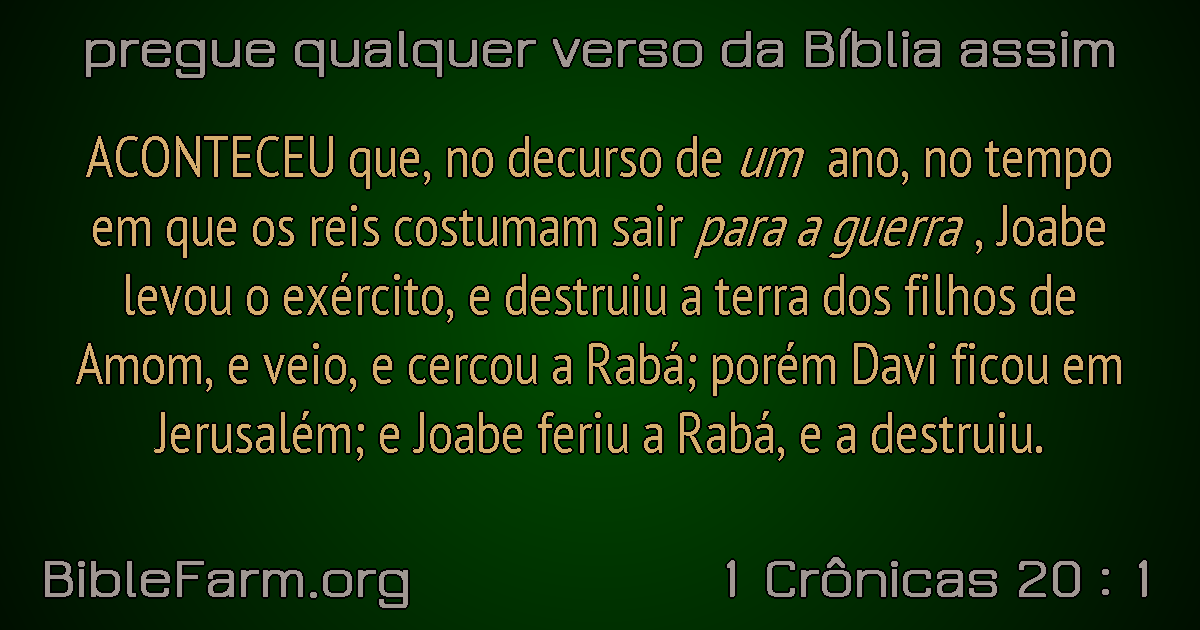 pregue qualquer verso da Bíblia assim
ACONTECEU que, no decurso de um ano, no tempo
em que os reis costumam sair para a guerra , Joabe
levou o exército, e destruiu a terra dos filhos de
Amom, e veio, e cercou a Rabá; porém Davi ficou em
Jerusalém; e Joabe feriu a Rabá, e a destruiu.
BibleFarm.org
1 Crônicas 20 : 1